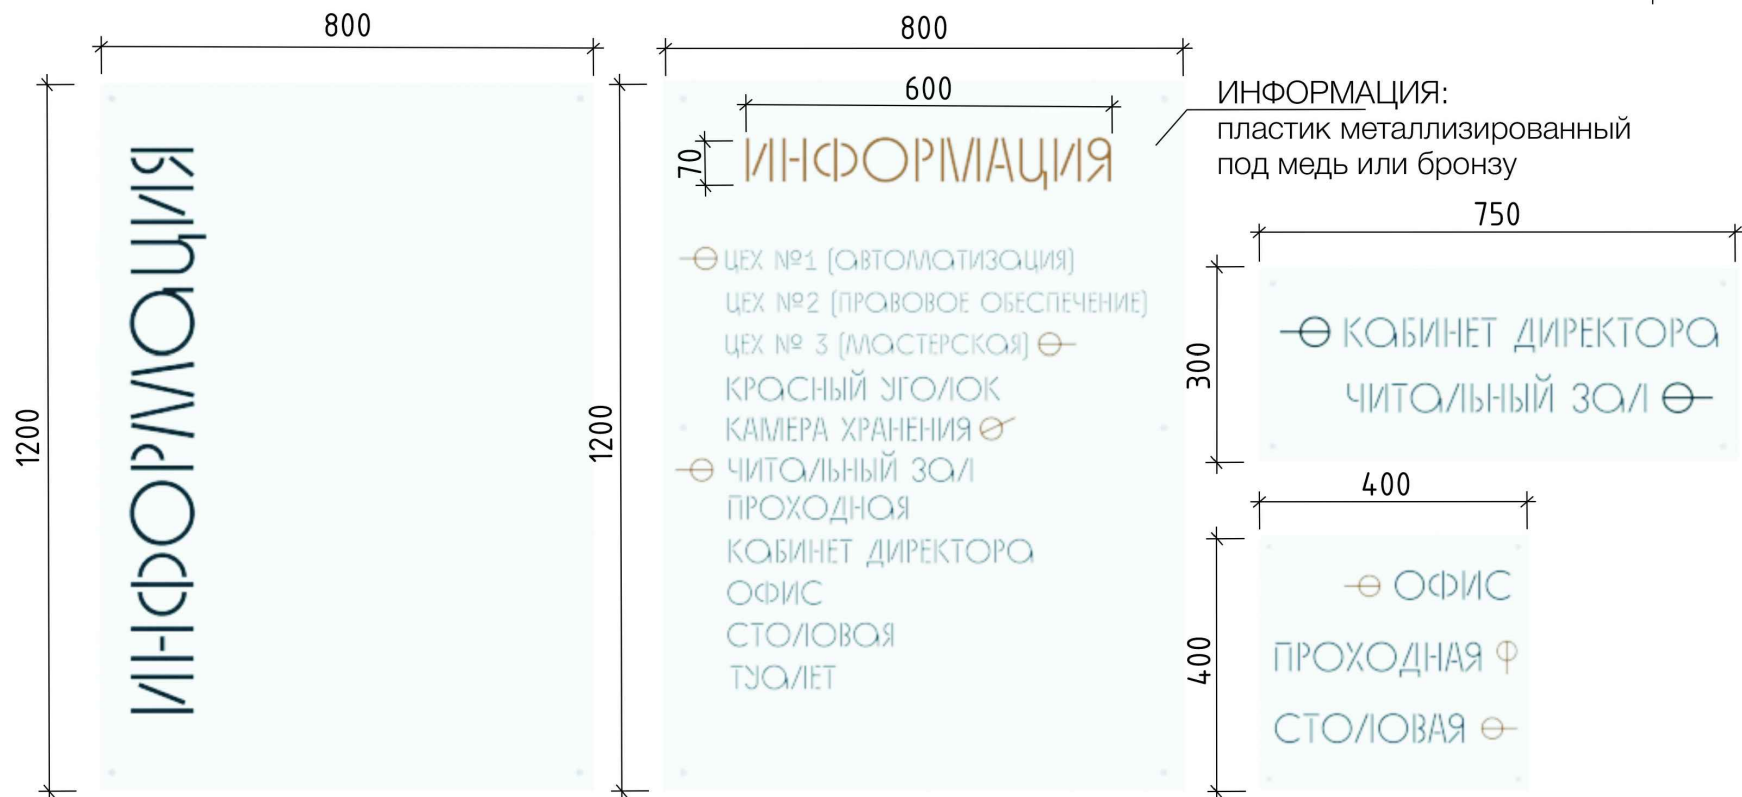 800
1200
ИНФОРМАЦИЯ
800
1200
600
70
ИНФОРМАЦИЯ
ЦЕХ №1 (АВТОМАТИЗАЦИЯ)
ЦЕХ №2 (ПРАВОВОЕ ОБЕСПЕЧЕНИЕ)
ЦЕХ № 3 (МАСТЕРСКАЯ)
КРАСНЫЙ УГОЛОК
КАМЕРА ХРАНЕНИЯ
ЧИТАЛЬНЫЙ ЗАЛ
ПРОХОДНАЯ
КАБИНЕТ ДИРЕКТОРА
ОФИС
СТОЛОВАЯ
ТУАЛЕТ
ИНФОРМАЦИЯ:
пластик металлизированный
под медь или бронзу
750
300
КАБИНЕТ ДИРЕКТОРА
ЧИТАЛЬНЫЙ ЗАЛ
400
400
ОФИС
ПРОХОДНАЯ
СТОЛОВАЯ